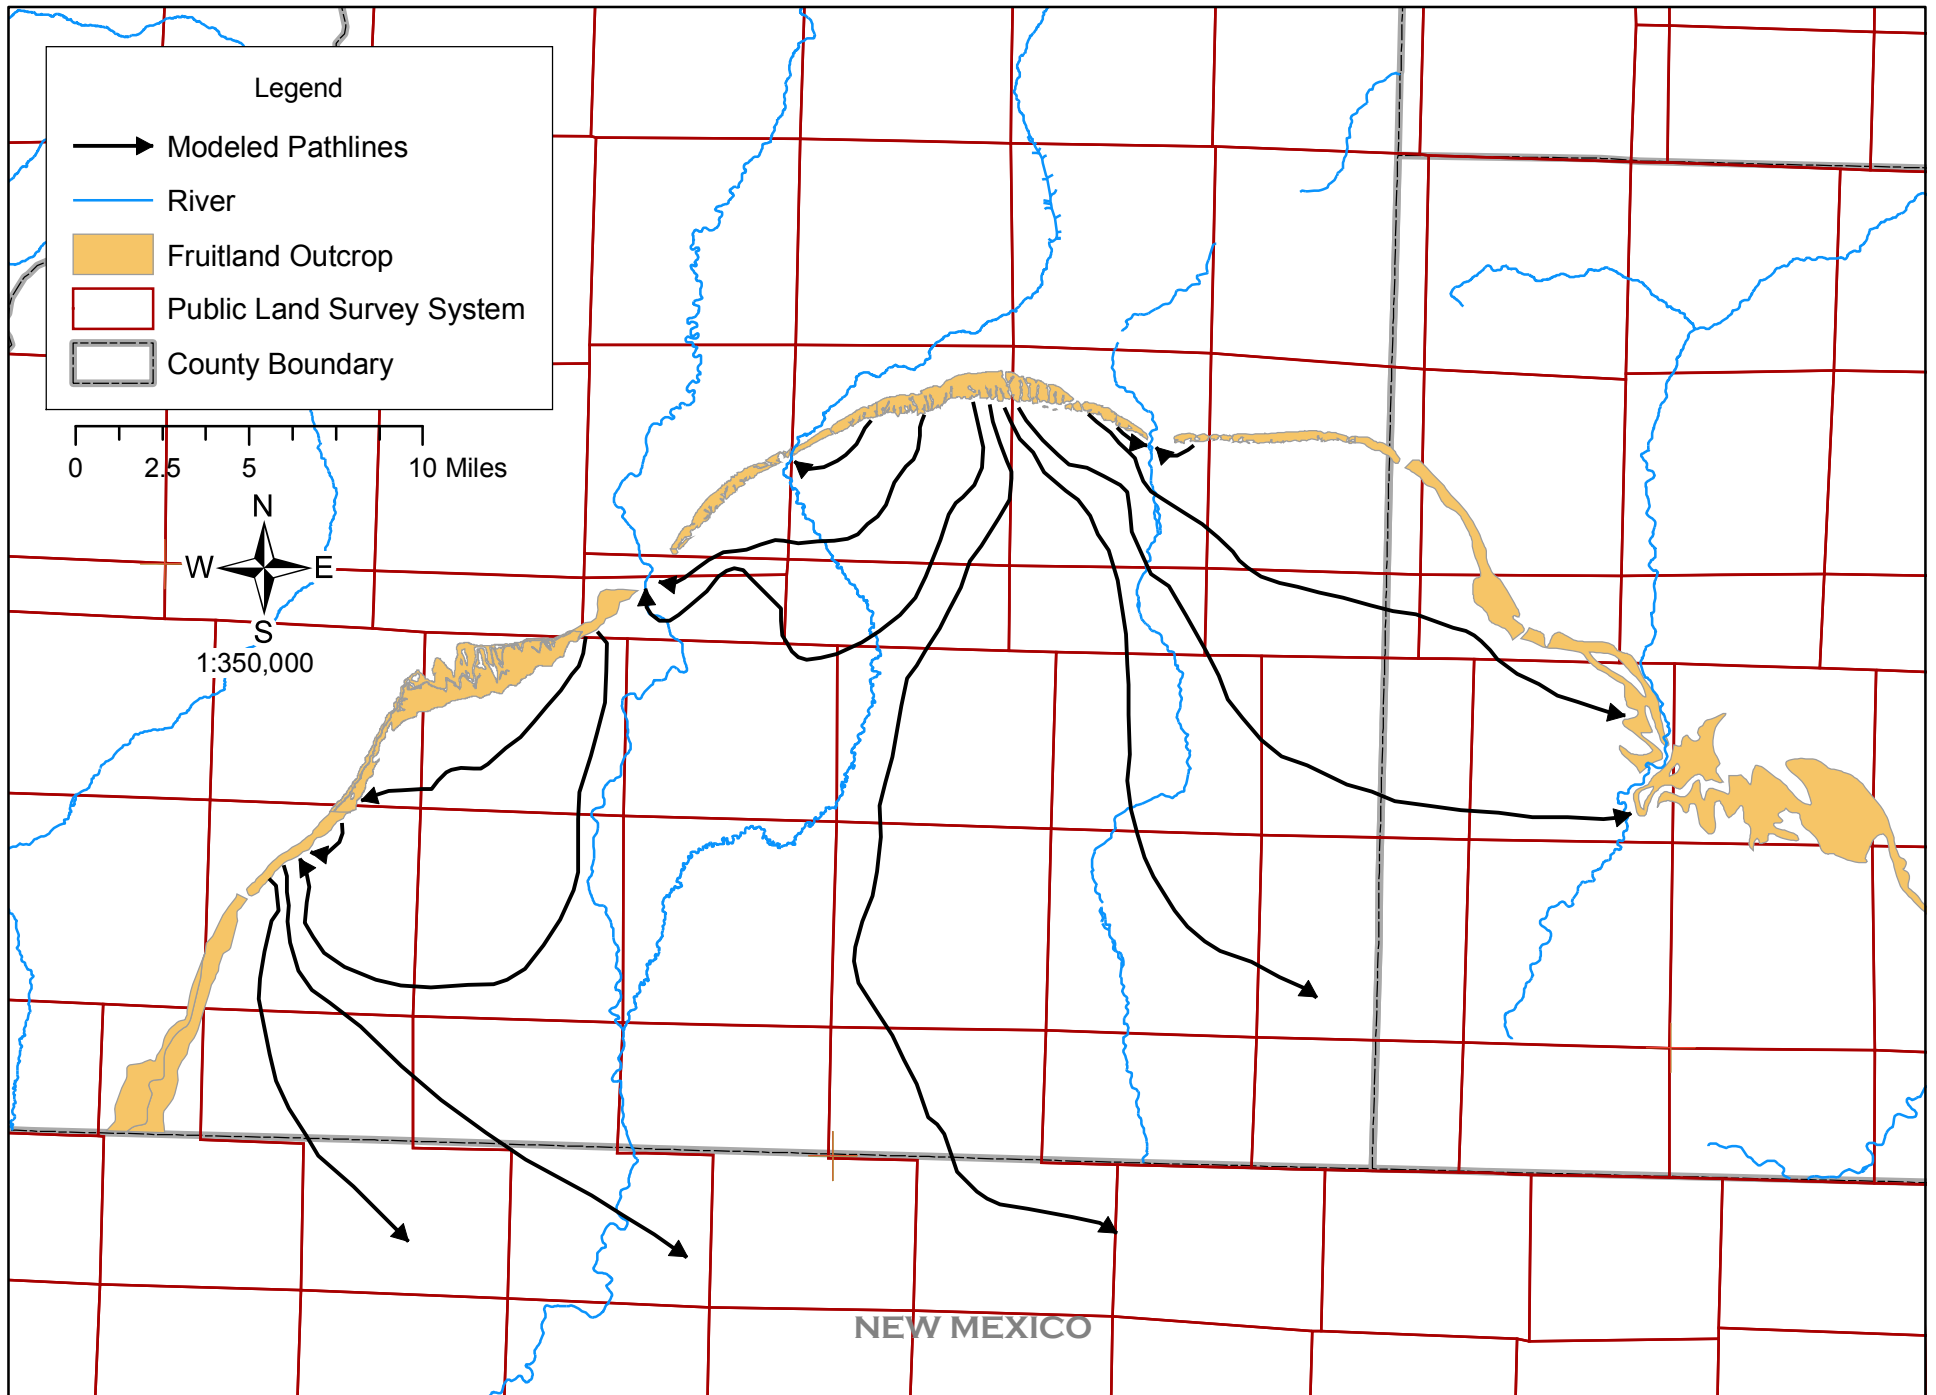 Legend
Modeled Pathlines
River
Fruitland Outcrop
Public Land Survey System
County Boundary
0 2.5 5 10 Miles
N
W E
S
1:350,000
NEW MEXICO